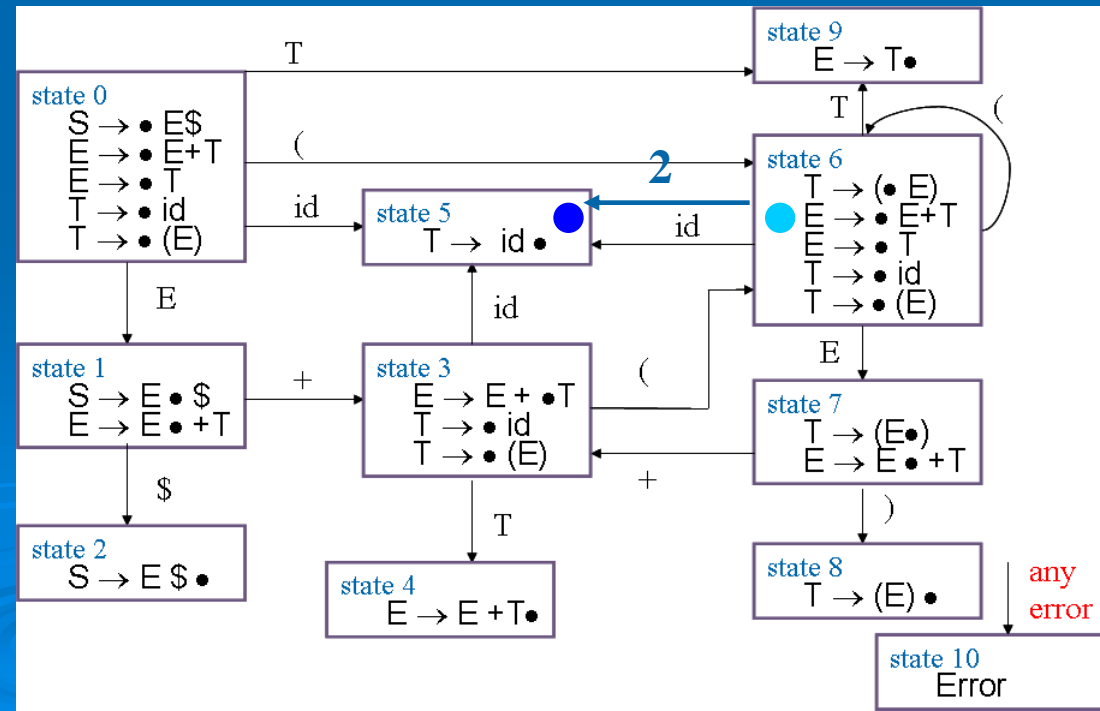 state 9
E → T●
T
state 0
S → ● E$
E → ● E+T
E → ● T
T → ● id
T → ● (E)
(
T
(
state 6
T → (● E)
E → ● E+T
E → ● T
T → ● id
T → ● (E)
2
id
state 5
T → id ●
id
E
id
state 1
S → E ● $
E → E ● +T
+
state 3
E → E + ●T
T → ● id
T → ● (E)
(
E
state 7
T → (E●)
E → E ● +T
+
$
T
)
state 2
S → E $ ●
state 4
E → E +T●
state 8
T → (E) ●
any
error
state 10
Error